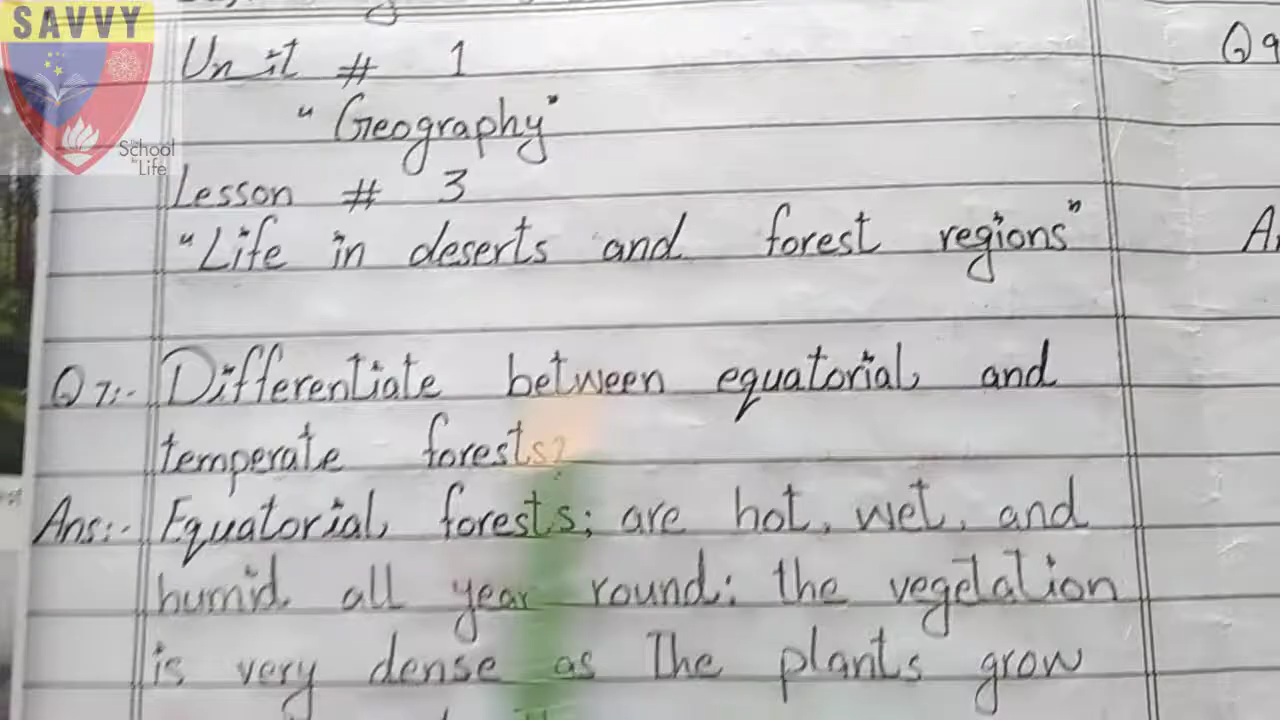 SAVVY
School
Life
Unit # 1
"Geography"
Lesson # 3
"Life in deserts and forest regions"
Q 7:- Differentiate between equatorial and
temperate forests?
Ans:- Equatorial forests; are hot, wet, and
humid all year round: the vegetation
is very dense as The plants grow
Q 9